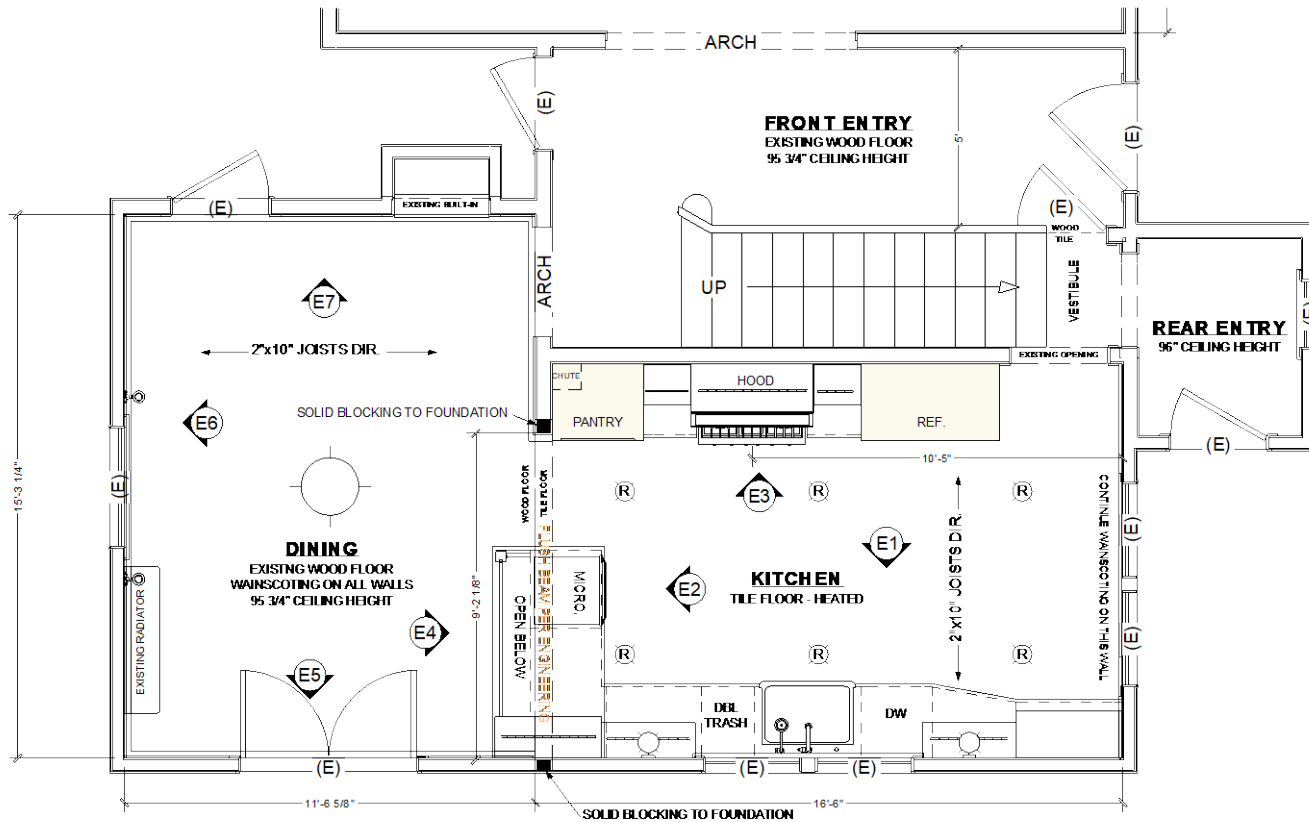 ARCH
(E)
FRONT ENTRY
EXISTING WOOD FLOOR
95 3/4" CEILING HEIGHT
5'
(E)
(E)
(E)
EXISTING BUILT-IN
WOOD
TILE
ARCH
UP
VESTIBULE
REAR ENTRY
96" CEILING HEIGHT
(E)
E7
2"x10" JOISTS DIR.
EXISTING OPENING
CHUTE
HOOD
SOLID BLOCKING TO FOUNDATION
PANTRY
REF.
E6
(E)
10'-5"
15'-3 1/4"
(E)
WOOD FLOOR
TILE FLOOR
R
R
R
E3
CONTINUE WAINSCOTING ON THIS WALL
(E)
2"x10" JOISTS DIR.
E1
DINING
EXISTNG WOOD FLOOR
WAINSCOTING ON ALL WALLS
95 3/4" CEILING HEIGHT
FLUSH BEAM PER ENGINEERING
MICRO.
E2
KITCHEN
TILE FLOOR - HEATED
9'-2 1/8"
OPEN BELOW
E4
EXISTING RADIATOR
R
R
R
(E)
E5
DBL
TRASH
DW
(E)
(E)
(E)
11'-6 5/8"
16'-6"
SOLID BLOCKING TO FOUNDATION